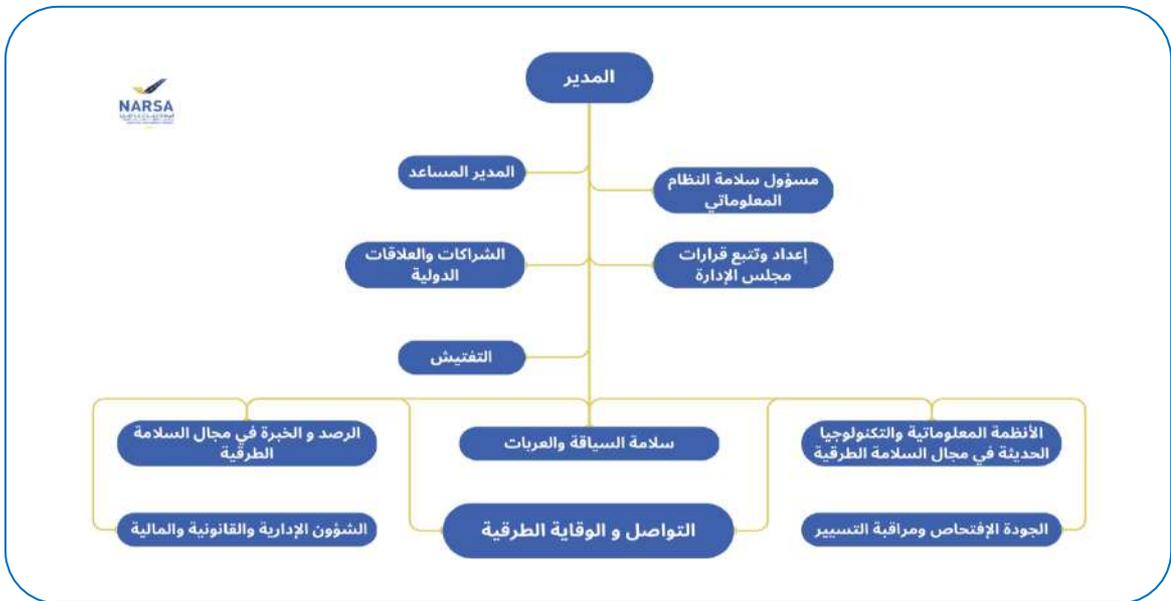 المدير
NARSA
المدير المساعد
مسؤول سلامة النظام
المعلوماتي
الشراكات والعلاقات
الدولية
إعداد وتتبع قرارات
مجلس الإدارة
التفتيش
الأنظمة المعلوماتية والتكنولوجيا
الحديثة في مجال السلامة الطرقية
سلامة السياقة والعربات
الرصد و الخبرة في مجال السلامة
الطرقية
الجودة الإفتحاص ومراقبة التسيير
التواصل و الوقاية الطرقية
الشؤون الإدارية والقانونية والمالية